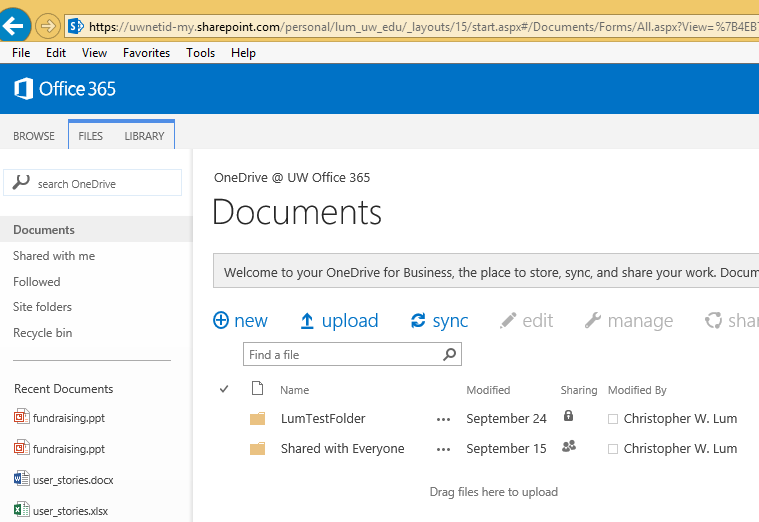 https://uwnetid-my.sharepoint.com/personal/lum_uw_edu/_layouts/15/start.aspx#/Documents/Forms/All.aspx?View=%7B4EB
File Edit View Favorites Tools Help
Office 365
BROWSE FILES LIBRARY
search OneDrive
OneDrive @ UW Office 365
Documents
Documents
Shared with me
Followed
Site folders
Recycle bin
Welcome to your OneDrive for Business, the place to store, sync, and share your work. Docum
new upload sync edit manage shar
Find a file
Name Modified Sharing Modified By
LumTestFolder ... September 24 Christopher W. Lum
Shared with Everyone ... September 15 Christopher W. Lum
Drag files here to upload
Recent Documents
fundraising.ppt
fundraising.ppt
user_stories.docx
user_stories.xlsx